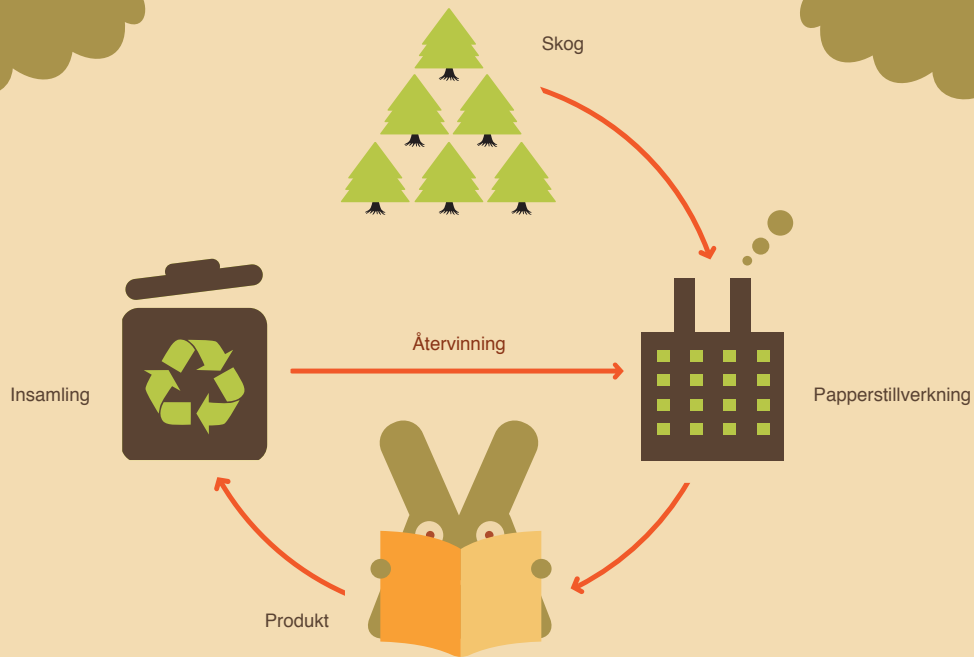 Skog
Återvinning
Insamling
Papperstillverkning
Produkt